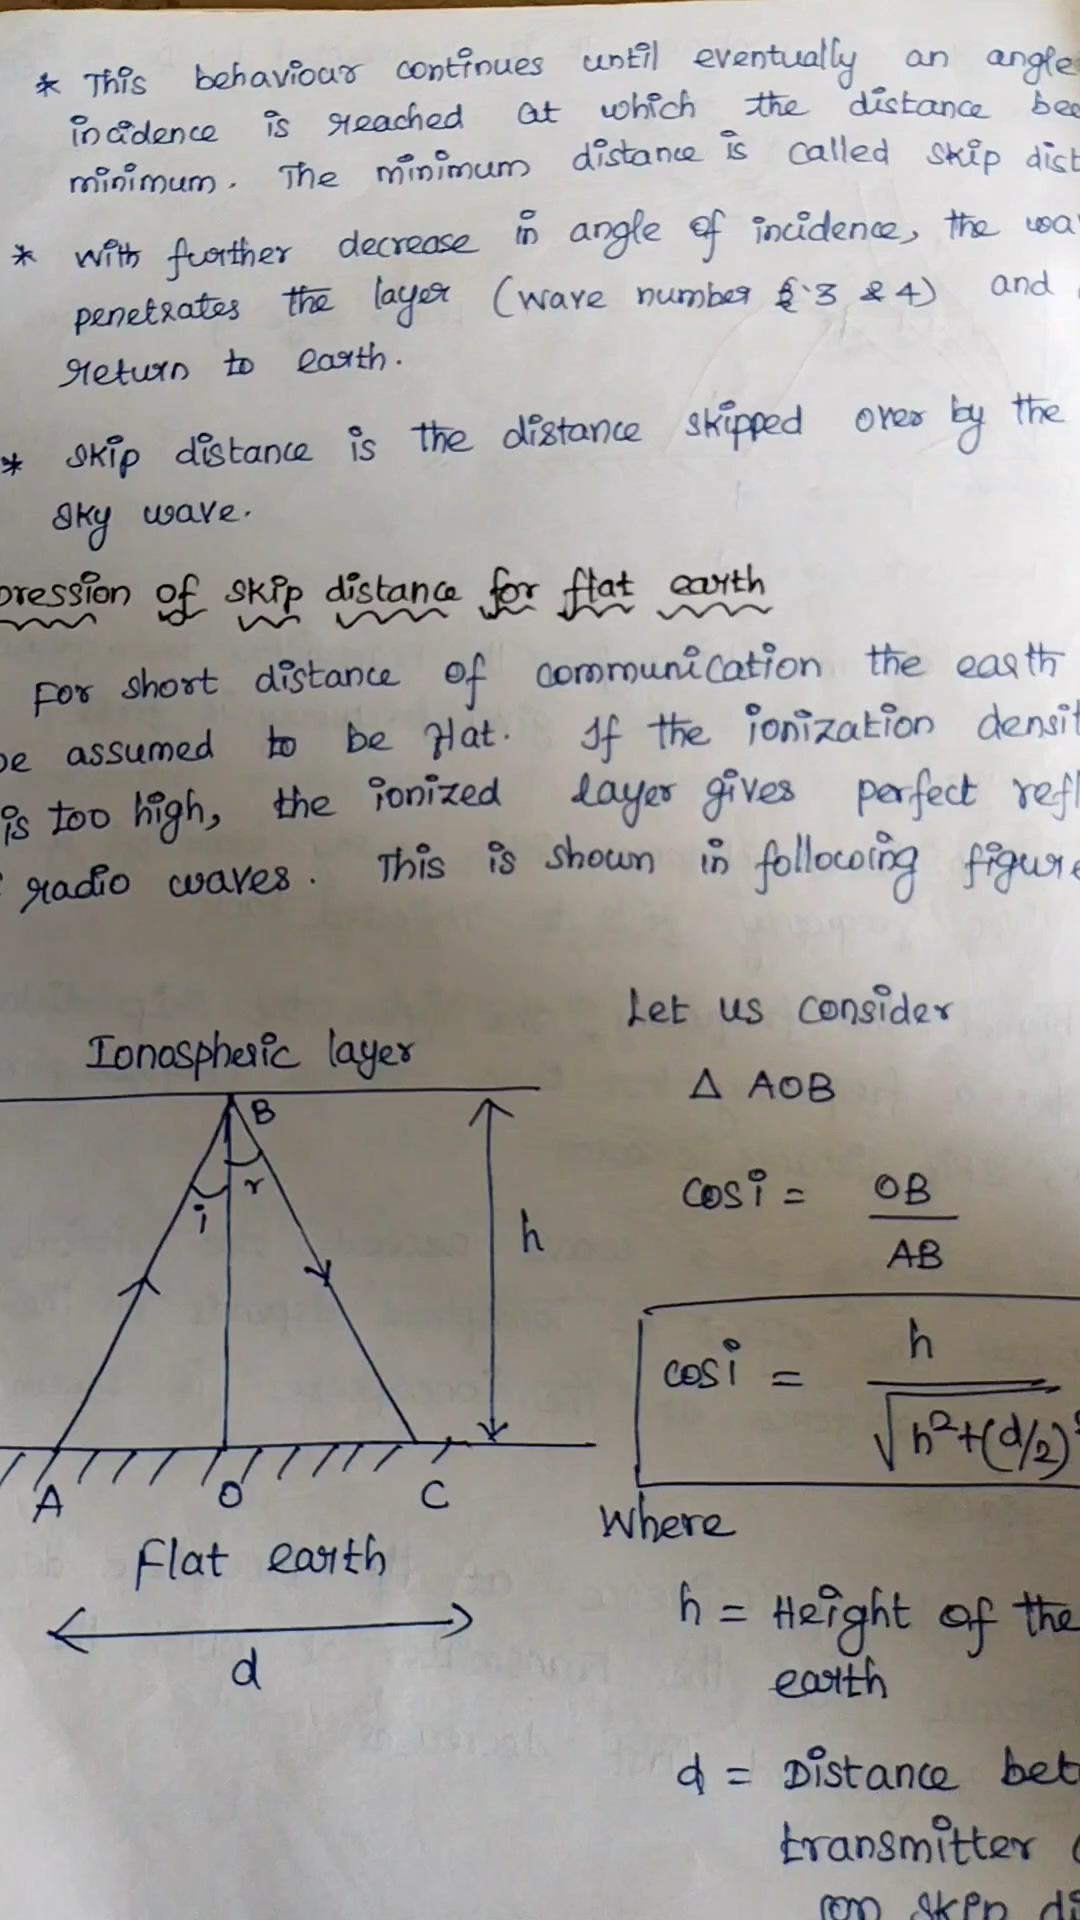 * This behaviour continues until eventually an angle
incidence is reached at which the distance bec
minimum. The minimum distance is called skip dist
* with further decrease in angle of incidence, the wa
penetrates the layer (wave number 3 & 4) and
return to earth.
* skip distance is the distance skipped over by the
sky wave.
pression of skip distance for flat earth
For short distance of communication the earth
be assumed to be flat. If the ionization densit
is too high, the ionized layer gives perfect refl
radio waves. This is shown in following figure
Let us consider
Δ AOB
cos i = OB / AB
cos i = h / √h²+(d/2)²
Where
h = Height of the
earth
d = Distance bet
transmitter
on skip di
Ionospheric layer
B
i
r
h
A O C
Flat earth
d